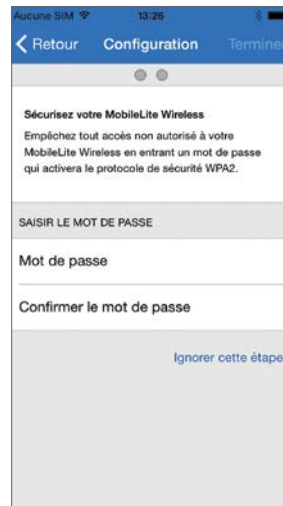 Aucune SIM 13:26
Retour Configuration Terminé
Sécurisez votre MobileLite Wireless
Empêchez tout accès non autorisé à votre
MobileLite Wireless en entrant un mot de passe
qui activera le protocole de sécurité WPA2.
SAISIR LE MOT DE PASSE
Mot de passe
Confirmer le mot de passe
Ignorer cette étape